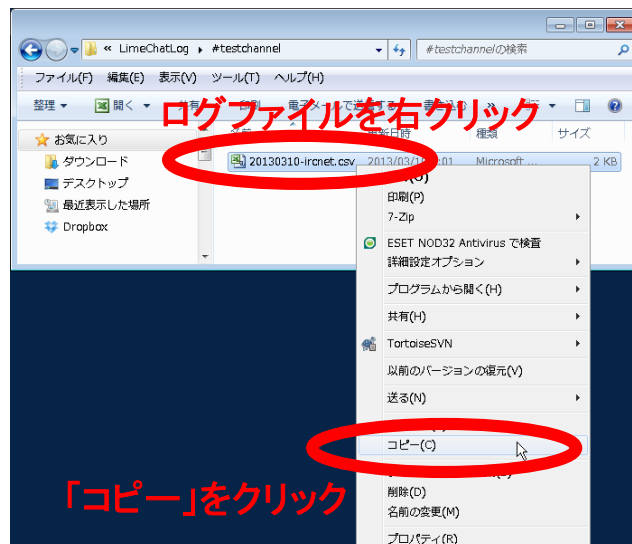 « LimeChatLog ▸ #testchannel
#testchannelの検索
ファイル(F) 編集(E) 表示(V) ツール(T) ヘルプ(H)
整理 開く
ログファイルを右クリック
お気に入り
種類 サイズ
ダウンロード
20130310-ircnet.csv
Microsoft ...
2 KB
デスクトップ
最近表示した場所
Dropbox
印刷(P)
7-Zip
ESET NOD32 Antivirus で検査
詳細設定オプション
プログラムから開く(H)
共有(H)
TortoiseSVN
以前のバージョンの復元(V)
送る(N)
コピー(C)
「コピー」をクリック
削除(D)
名前の変更(M)
プロパティ(R)